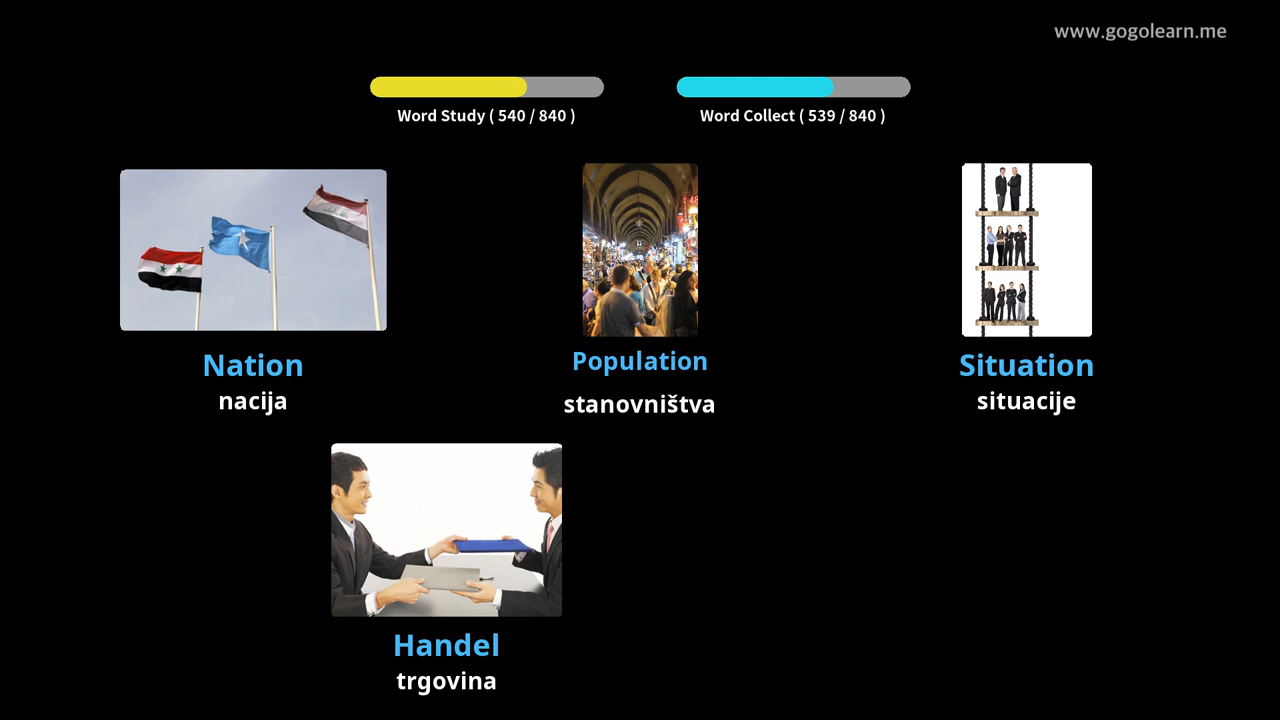 www.gogolearn.me
Word Study ( 540 / 840 )
Word Collect ( 539 / 840 )
Nation
nacija
Population
stanovništva
Situation
situacije
Handel
trgovina